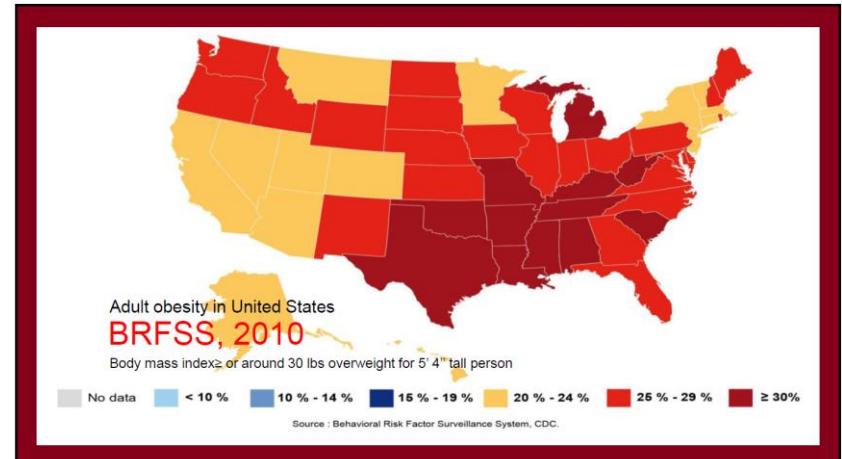 Adult obesity in United States
BRFSS, 2010
Body mass index≥ or around 30 lbs overweight for 5' 4" tall person
No data < 10 % 10 % - 14 % 15 % - 19 % 20 % - 24 % 25 % - 29 % ≥ 30%
Source : Behavioral Risk Factor Surveillance System, CDC.